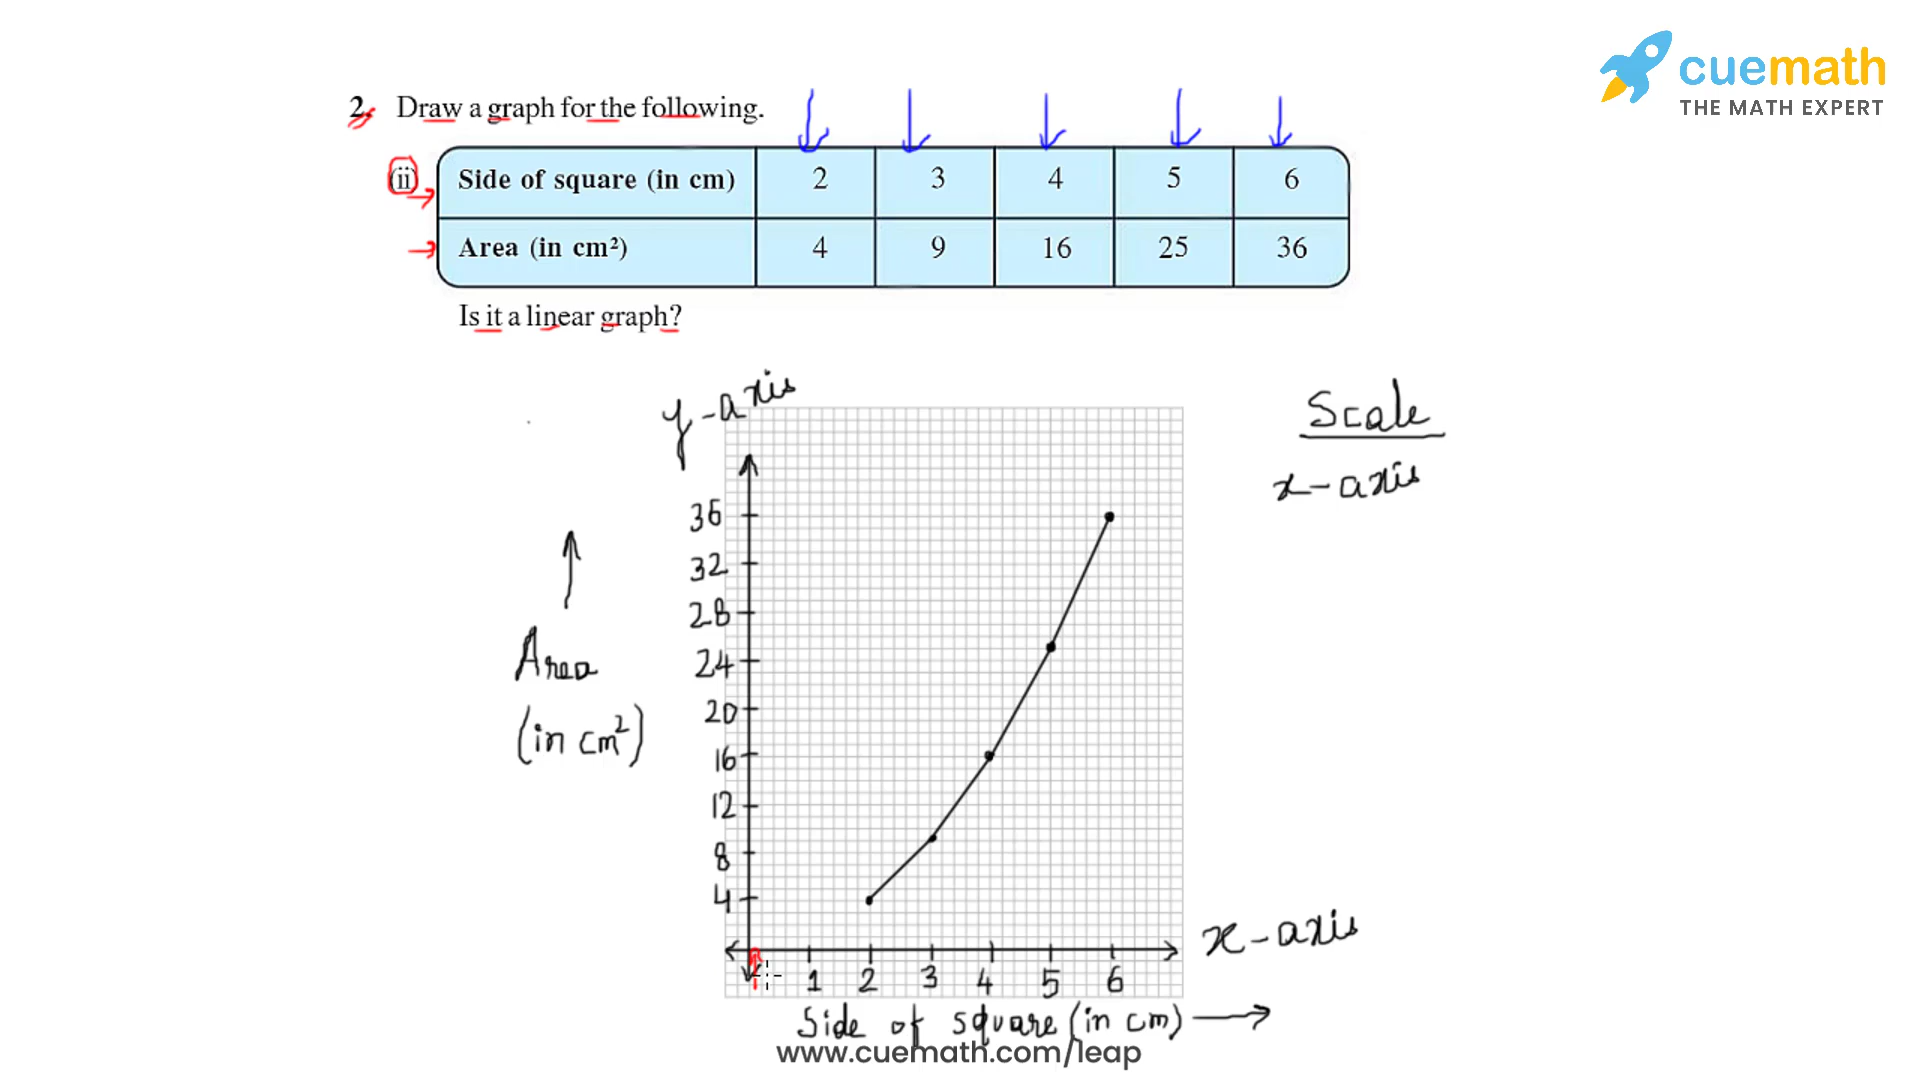 cuemath
THE MATH EXPERT
2. Draw a graph for the following.
(ii) Side of square (in cm) 2 3 4 5 6
Area (in cm²) 4 9 16 25 36
Is it a linear graph?
y-axis
Scale
x-axis
36
32
28
24
20
16
12
8
4
Area
(in cm²)
x-axis
1 2 3 4 5 6
Side of square (in cm)
www.cuemath.com/leap